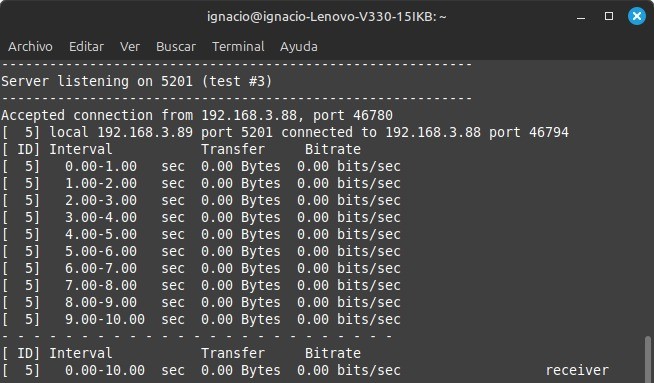 ignacio@ignacio-Lenovo-V330-15IKB: ~
Archivo Editar Ver Buscar Terminal Ayuda
-----------------------------------------------------------
Server listening on 5201 (test #3)
-----------------------------------------------------------
Accepted connection from 192.168.3.88, port 46780
[  5] local 192.168.3.89 port 5201 connected to 192.168.3.88 port 46794
[ ID] Interval           Transfer     Bitrate
[  5]   0.00-1.00   sec  0.00 Bytes  0.00 bits/sec
[  5]   1.00-2.00   sec  0.00 Bytes  0.00 bits/sec
[  5]   2.00-3.00   sec  0.00 Bytes  0.00 bits/sec
[  5]   3.00-4.00   sec  0.00 Bytes  0.00 bits/sec
[  5]   4.00-5.00   sec  0.00 Bytes  0.00 bits/sec
[  5]   5.00-6.00   sec  0.00 Bytes  0.00 bits/sec
[  5]   6.00-7.00   sec  0.00 Bytes  0.00 bits/sec
[  5]   7.00-8.00   sec  0.00 Bytes  0.00 bits/sec
[  5]   8.00-9.00   sec  0.00 Bytes  0.00 bits/sec
[  5]   9.00-10.00  sec  0.00 Bytes  0.00 bits/sec
- - - - - - - - - - - - - - - - - - - - - - - - -
[ ID] Interval           Transfer     Bitrate
[  5]   0.00-10.00  sec  0.00 Bytes  0.00 bits/sec                  receiver